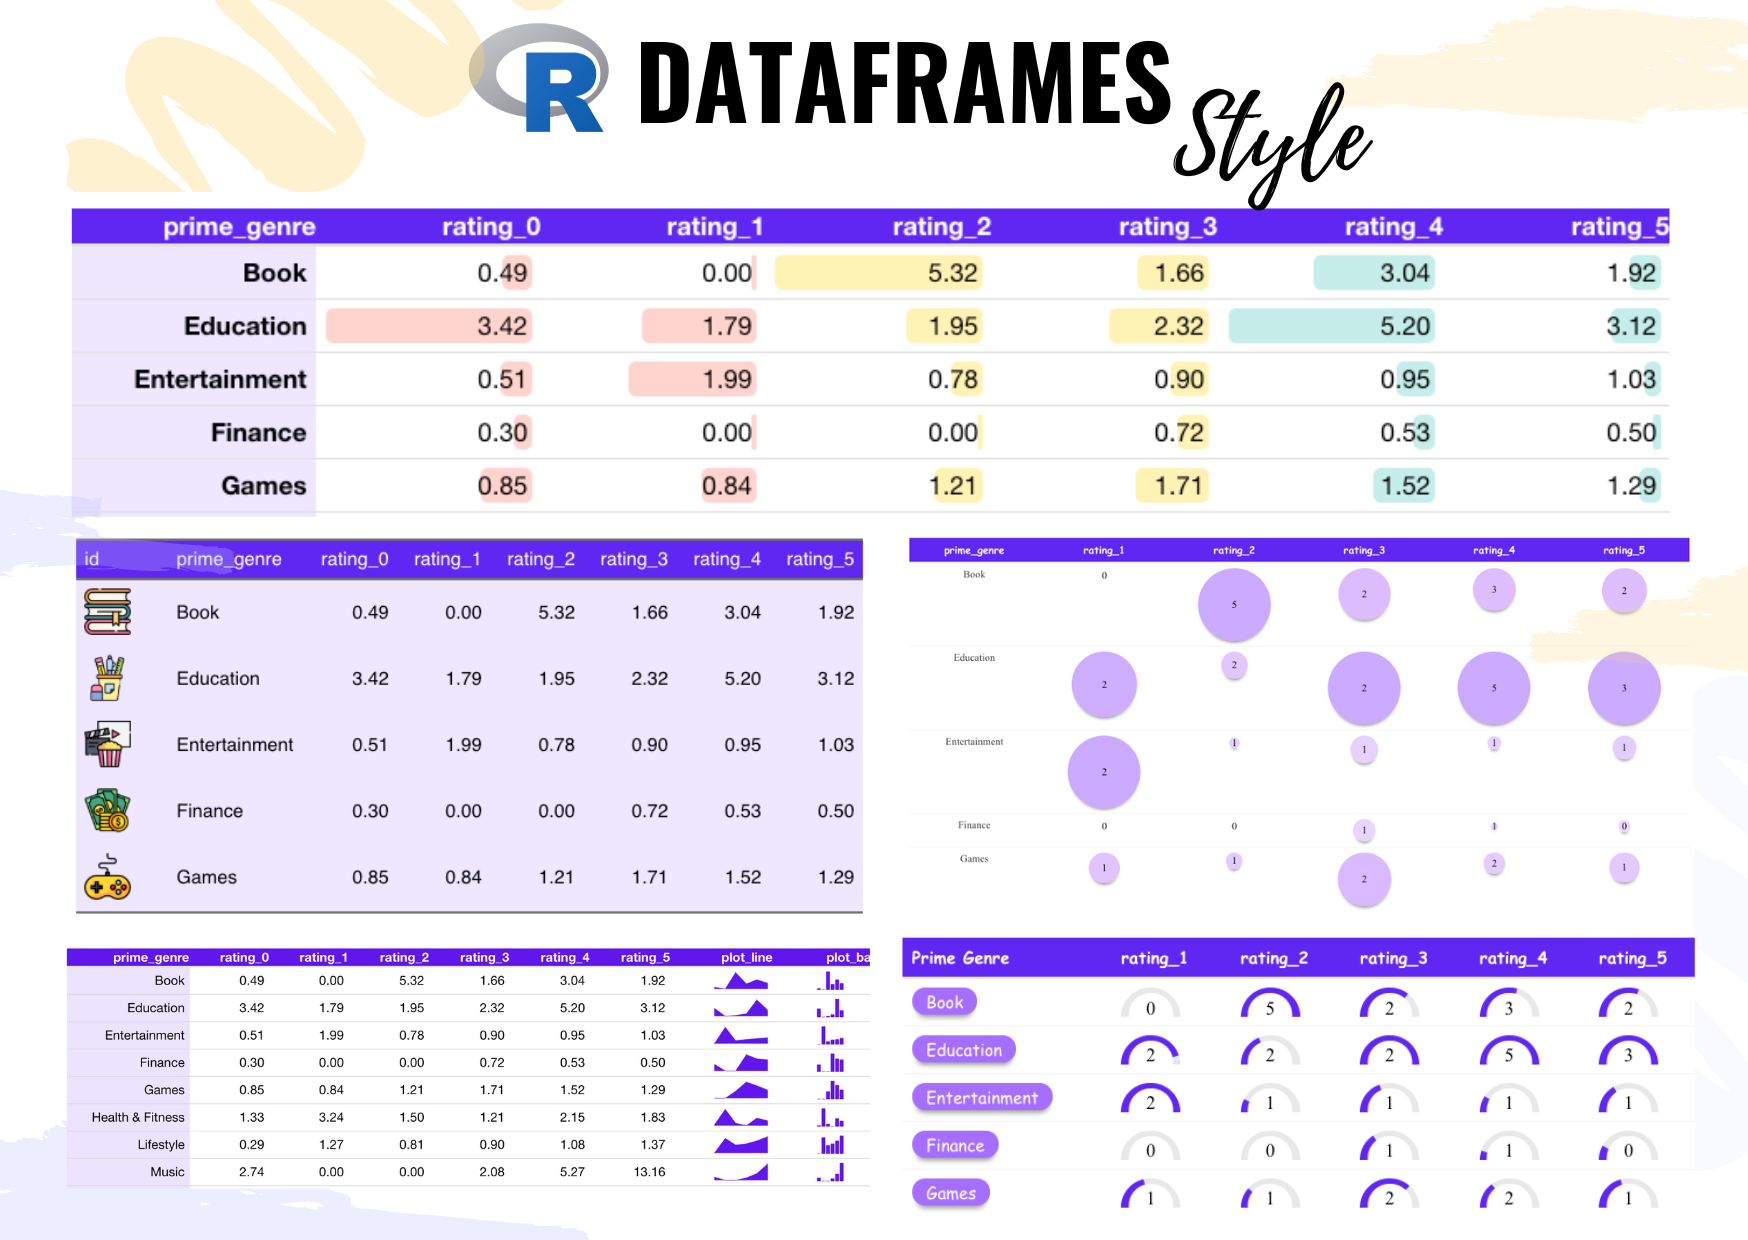 R DATAFRAMES
Style
prime_genre rating_0 rating_1 rating_2 rating_3 rating_4 rating_5
Book 0.49 0.00 5.32 1.66 3.04 1.92
Education 3.42 1.79 1.95 2.32 5.20 3.12
Entertainment 0.51 1.99 0.78 0.90 0.95 1.03
Finance 0.30 0.00 0.00 0.72 0.53 0.50
Games 0.85 0.84 1.21 1.71 1.52 1.29
id prime_genre rating_0 rating_1 rating_2 rating_3 rating_4 rating_5
Book 0.49 0.00 5.32 1.66 3.04 1.92
Education 3.42 1.79 1.95 2.32 5.20 3.12
Entertainment 0.51 1.99 0.78 0.90 0.95 1.03
Finance 0.30 0.00 0.00 0.72 0.53 0.50
Games 0.85 0.84 1.21 1.71 1.52 1.29
prime_genre rating_1 rating_2 rating_3 rating_4 rating_5
Book 0 5 2 3 2
Education 2 2 2 5 3
Entertainment 2 1 1 1 1
Finance 0 0 1 1 0
Games 1 1 2 2 1
prime_genre rating_0 rating_1 rating_2 rating_3 rating_4 rating_5 plot_line plot_ba
Book 0.49 0.00 5.32 1.66 3.04 1.92
Education 3.42 1.79 1.95 2.32 5.20 3.12
Entertainment 0.51 1.99 0.78 0.90 0.95 1.03
Finance 0.30 0.00 0.00 0.72 0.53 0.50
Games 0.85 0.84 1.21 1.71 1.52 1.29
Health & Fitness 1.33 3.24 1.50 1.21 2.15 1.83
Lifestyle 0.29 1.27 0.81 0.90 1.08 1.37
Music 2.74 0.00 0.00 2.08 5.27 13.16
Prime Genre rating_1 rating_2 rating_3 rating_4 rating_5
Book 0 5 2 3 2
Education 2 2 2 5 3
Entertainment 2 1 1 1 1
Finance 0 0 1 1 0
Games 1 1 2 2 1